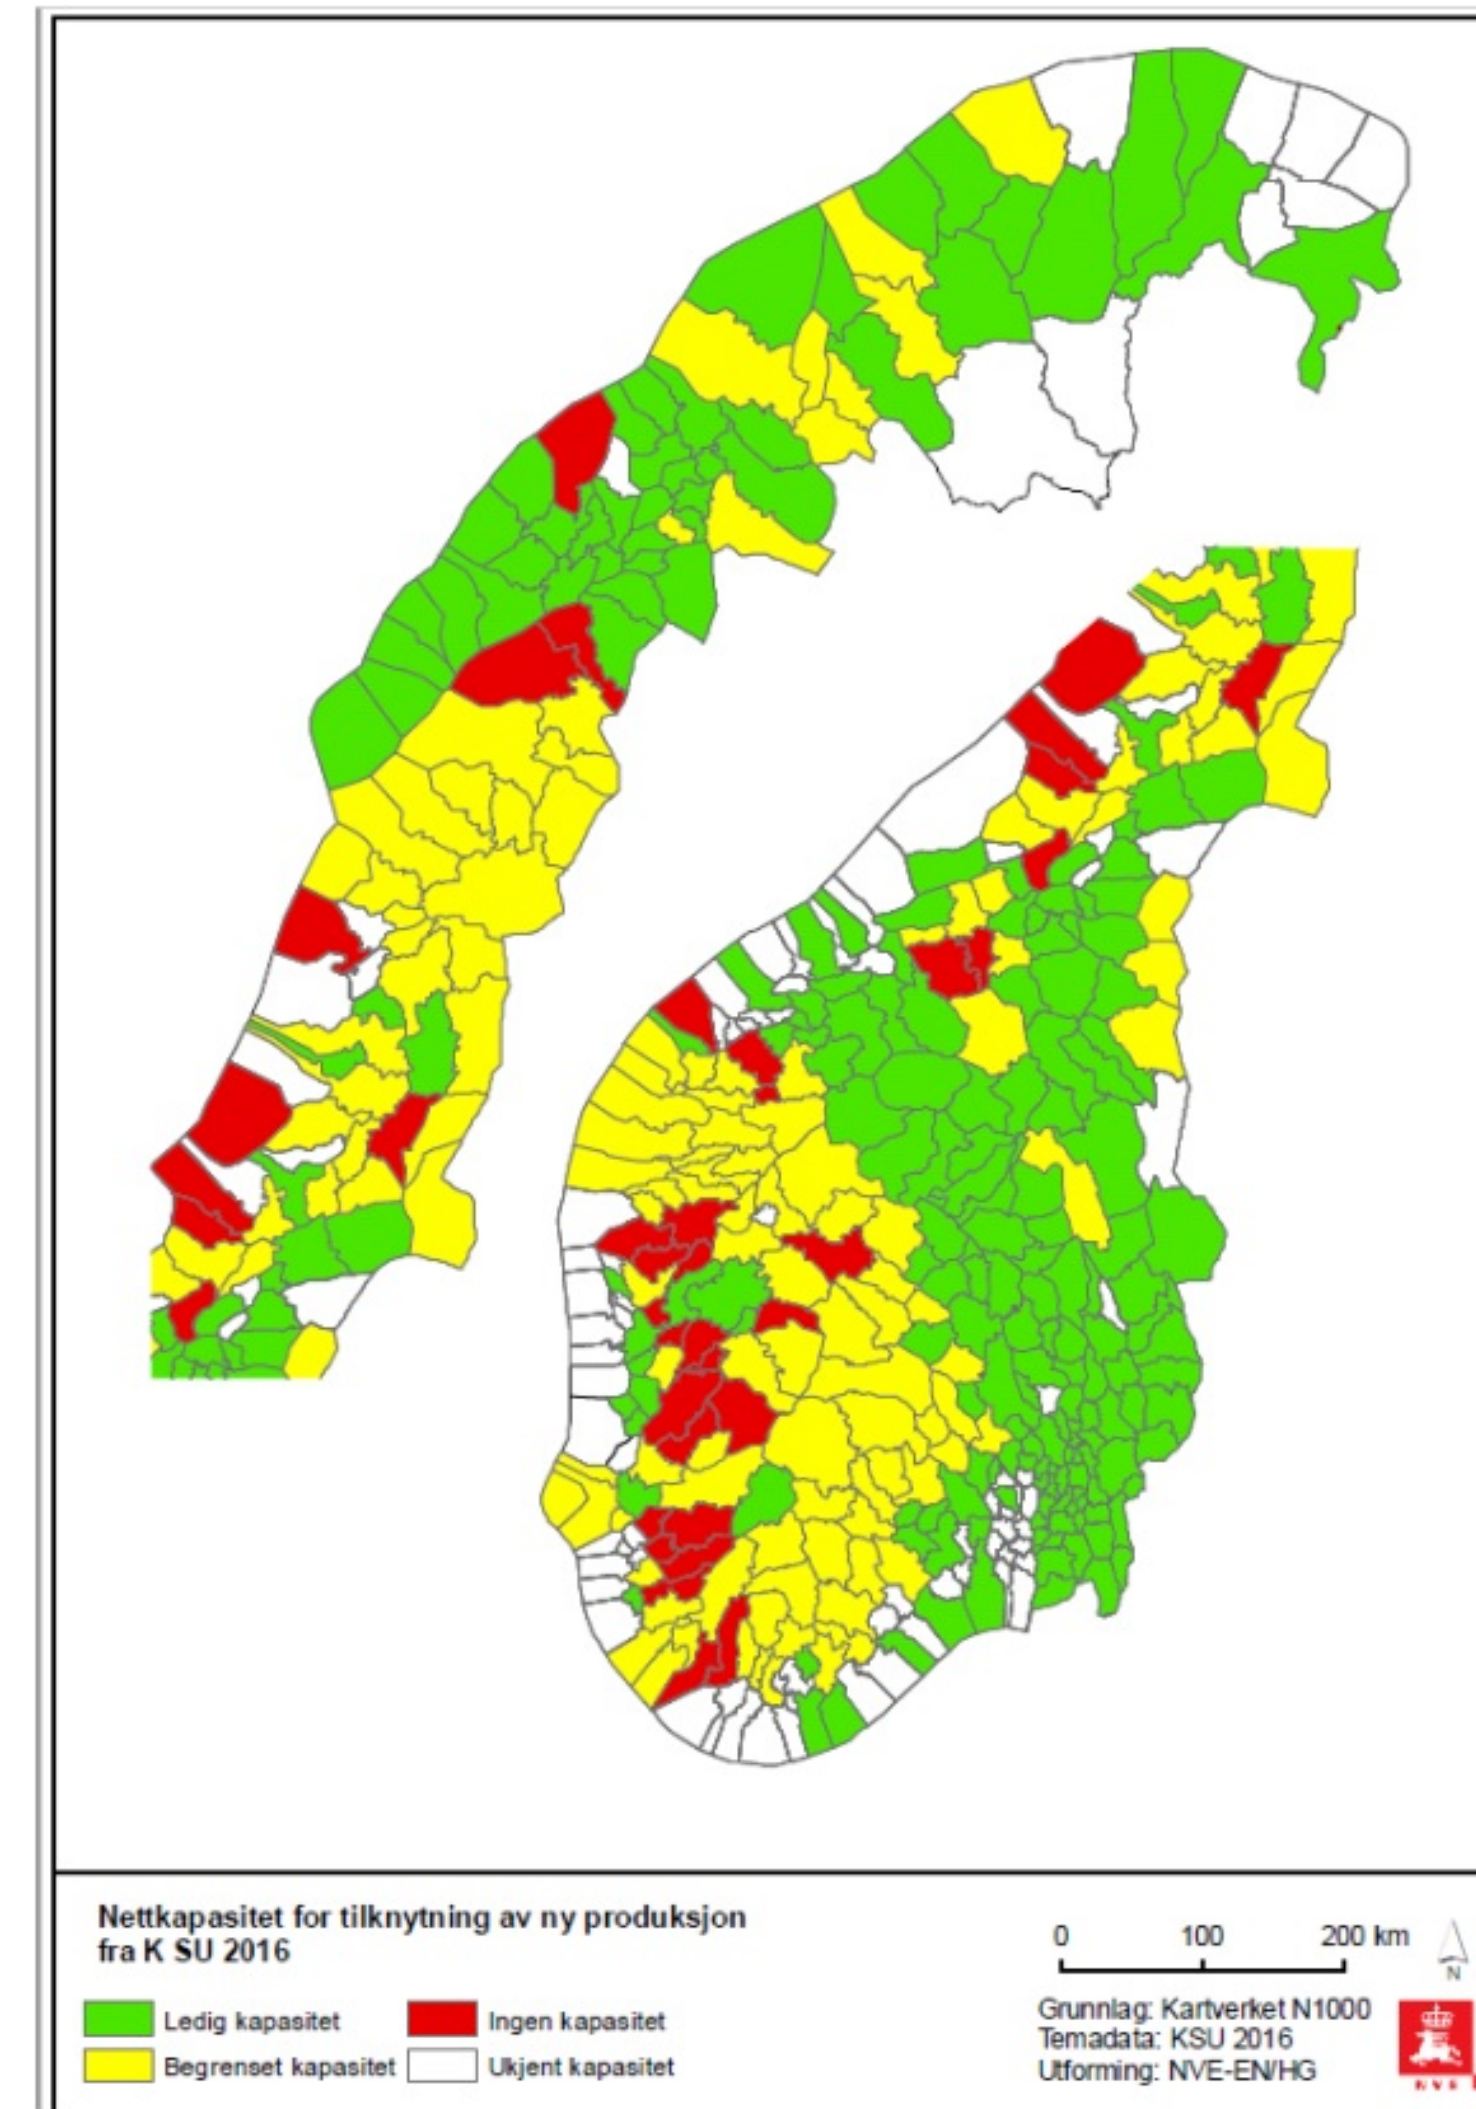 Nettkapasitet for tilknytning av ny produksjon
fra K SU 2016
Ledig kapasitet
Ingen kapasitet
Begrenset kapasitet
Ukjent kapasitet
0 100 200 km
N
Grunnlag: Kartverket N1000
Temadata: KSU 2016
Utforming: NVE-EN/HG
NVE